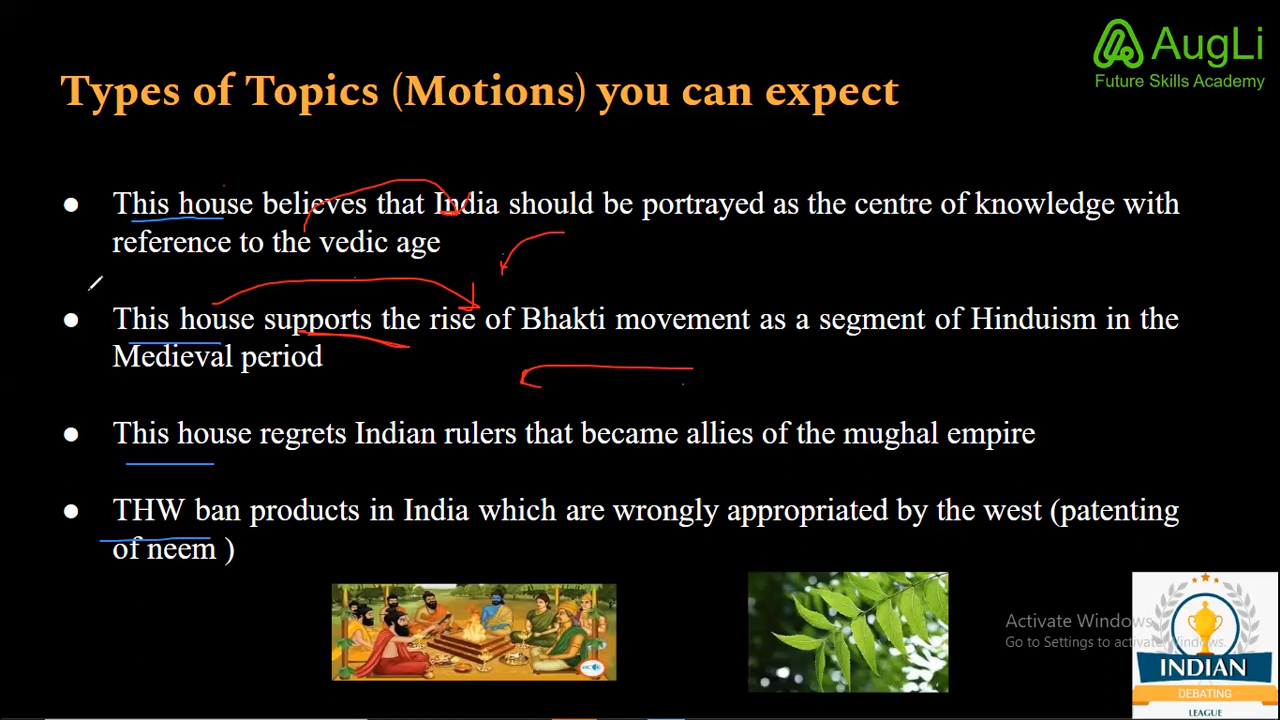 AugLi
Future Skills Academy
Types of Topics (Motions) you can expect
● This house believes that India should be portrayed as the centre of knowledge with
reference to the vedic age
● This house supports the rise of Bhakti movement as a segment of Hinduism in the
Medieval period
● This house regrets Indian rulers that became allies of the mughal empire
● THW ban products in India which are wrongly appropriated by the west (patenting
of neem )
Activate Windows
Go to Settings to activate Windows.
INDIAN
DEBATING
LEAGUE